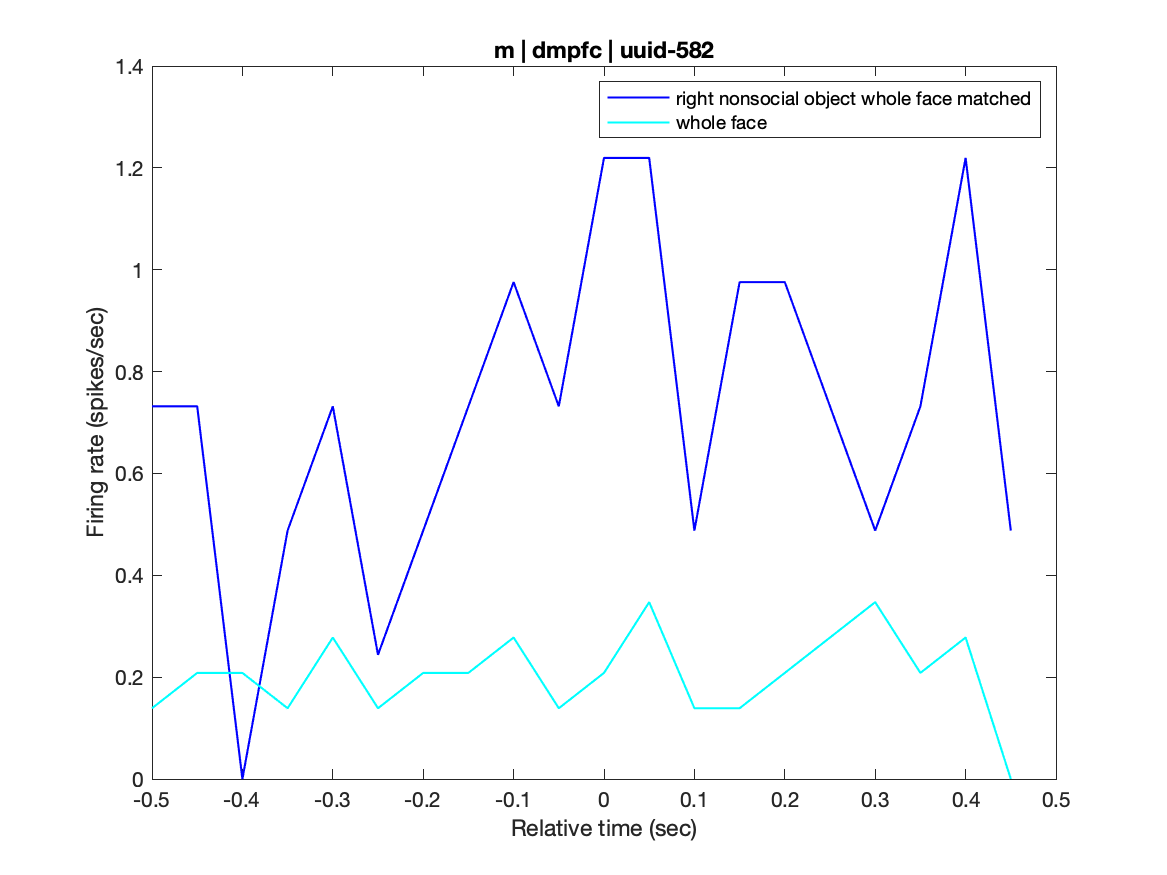 m | dmpfc | uuid-582
right nonsocial object whole face matched
whole face
1.4
1.2
1
0.8
0.6
0.4
0.2
0
Firing rate (spikes/sec)
-0.5 -0.4 -0.3 -0.2 -0.1 0 0.1 0.2 0.3 0.4 0.5
Relative time (sec)